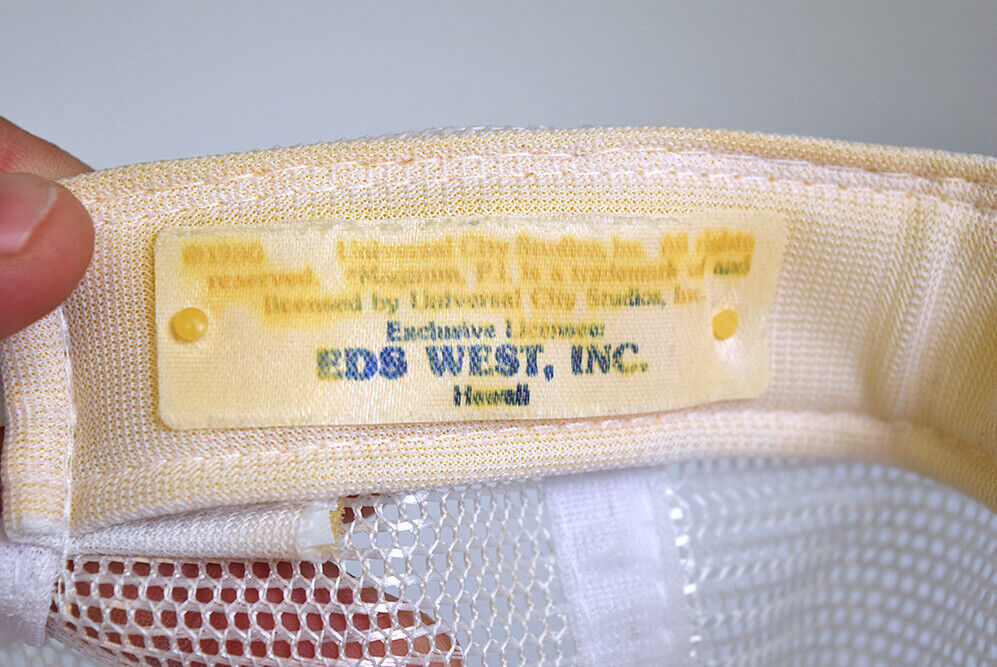 ©1980 Universal City Studios, Inc. All rights
reserved. "Magnum, P.I. is a trademark of and
licensed by Universal City Studios, Inc.
Exclusive Licensee:
EDS WEST, INC.
Hawaii